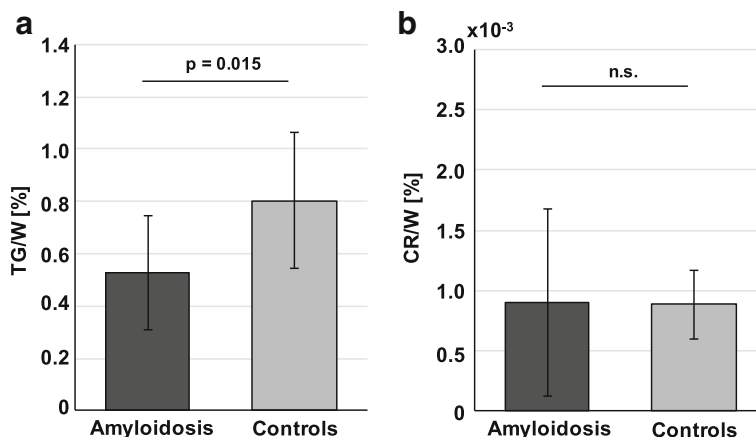 a
TG/W [%]
1.4
1.2
1.0
0.8
0.6
0.4
0.2
0
p = 0.015
Amyloidosis
Controls
b
x10-3
CR/W [%]
3.0
2.5
2.0
1.5
1.0
0.5
0
n.s.
Amyloidosis
Controls